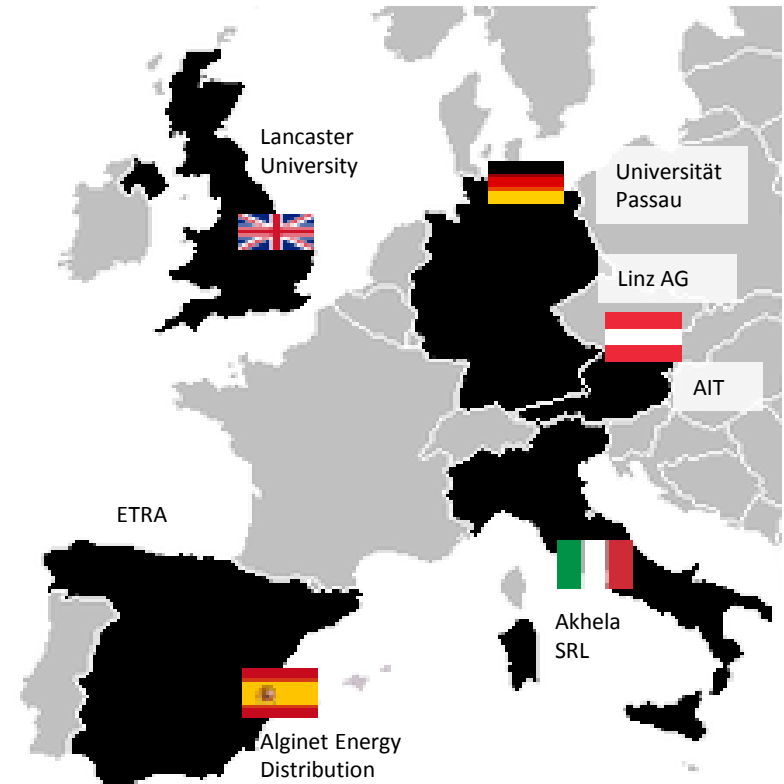 Lancaster
University
Universität
Passau
Linz AG
AIT
ETRA
Akhela
SRL
Alginet Energy
Distribution